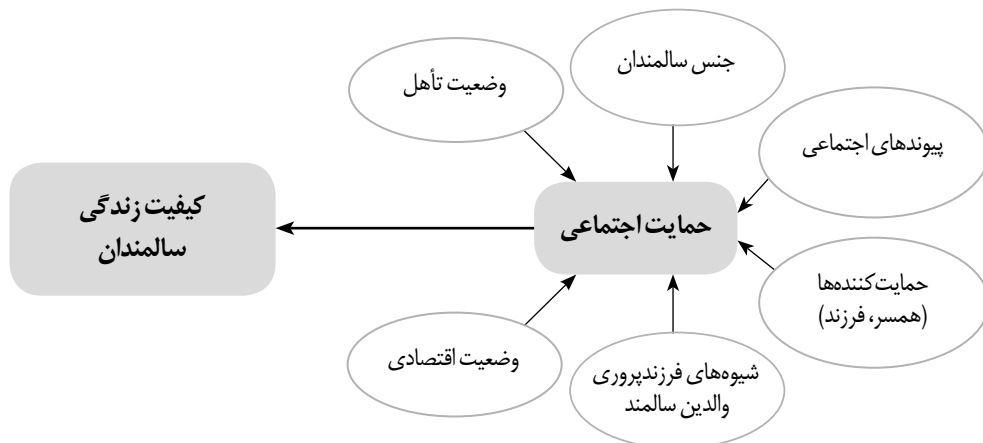 جنس سالمندان
وضعیت تأهل
پیوندهای اجتماعی
کیفیت زندگی
سالمندان
حمایت اجتماعی
حمایت‌کننده‌ها
(همسر، فرزند)
وضعیت اقتصادی
شیوه‌های فرزندپروری
والدین سالمند